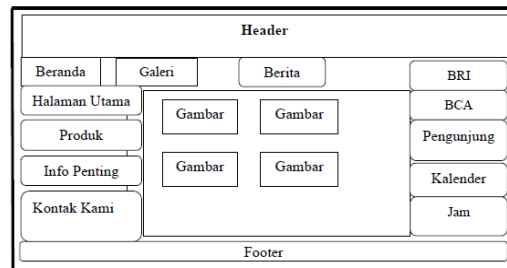 Header
Beranda Galeri Berita BRI
Halaman Utama Gambar Gambar BCA
Produk Pengunjung
Info Penting Gambar Gambar Kalender
Kontak Kami Jam
Footer